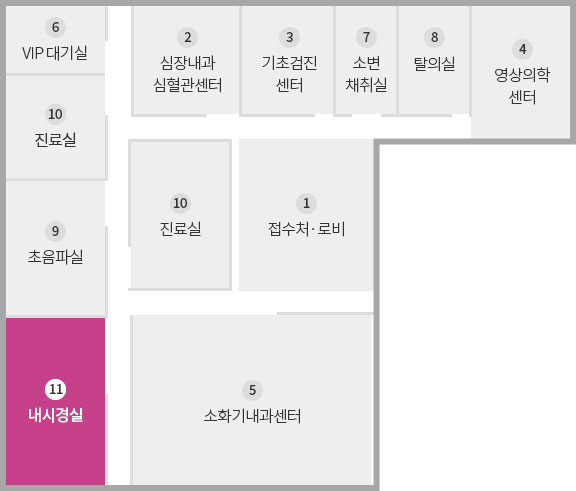 6
VIP 대기실
2
심장내과
심혈관센터
3
기초검진
센터
7
소변
채취실
8
탈의실
4
영상의학
센터
10
진료실
10
진료실
1
접수처·로비
9
초음파실
11
내시경실
5
소화기내과센터